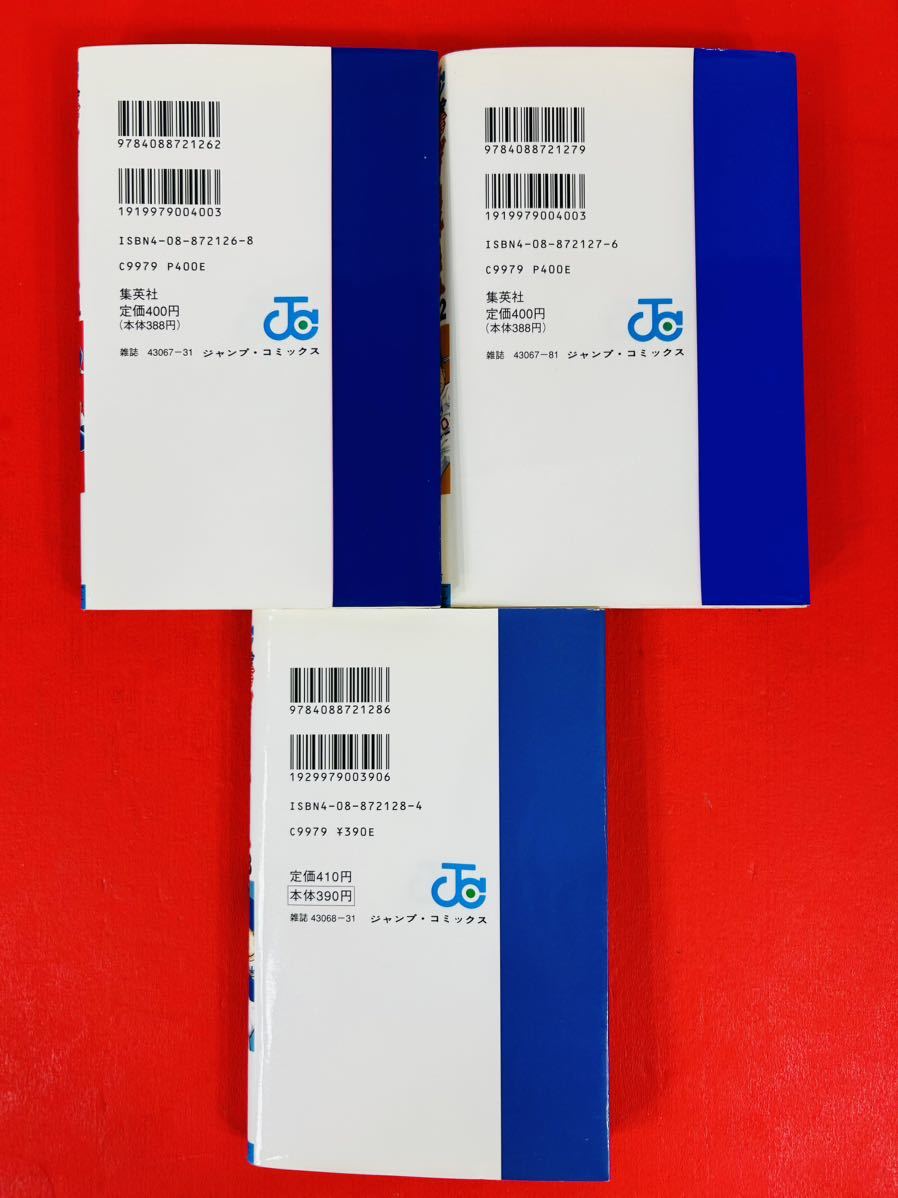 9784088721262
1919979004003
ISBN4-08-872126-8
C9979 P400E
集英社
定価400円
(本体388円)
雑誌 43067-31 ジャンプ・コミックス
9784088721279
1919979004003
ISBN4-08-872127-6
C9979 P400E
集英社
定価400円
(本体388円)
雑誌 43067-81 ジャンプ・コミックス
2
9784088721286
1929979003906
ISBN4-08-872128-4
C9979 ¥390E
定価410円
本体390円
雑誌 43068-31 ジャンプ・コミックス